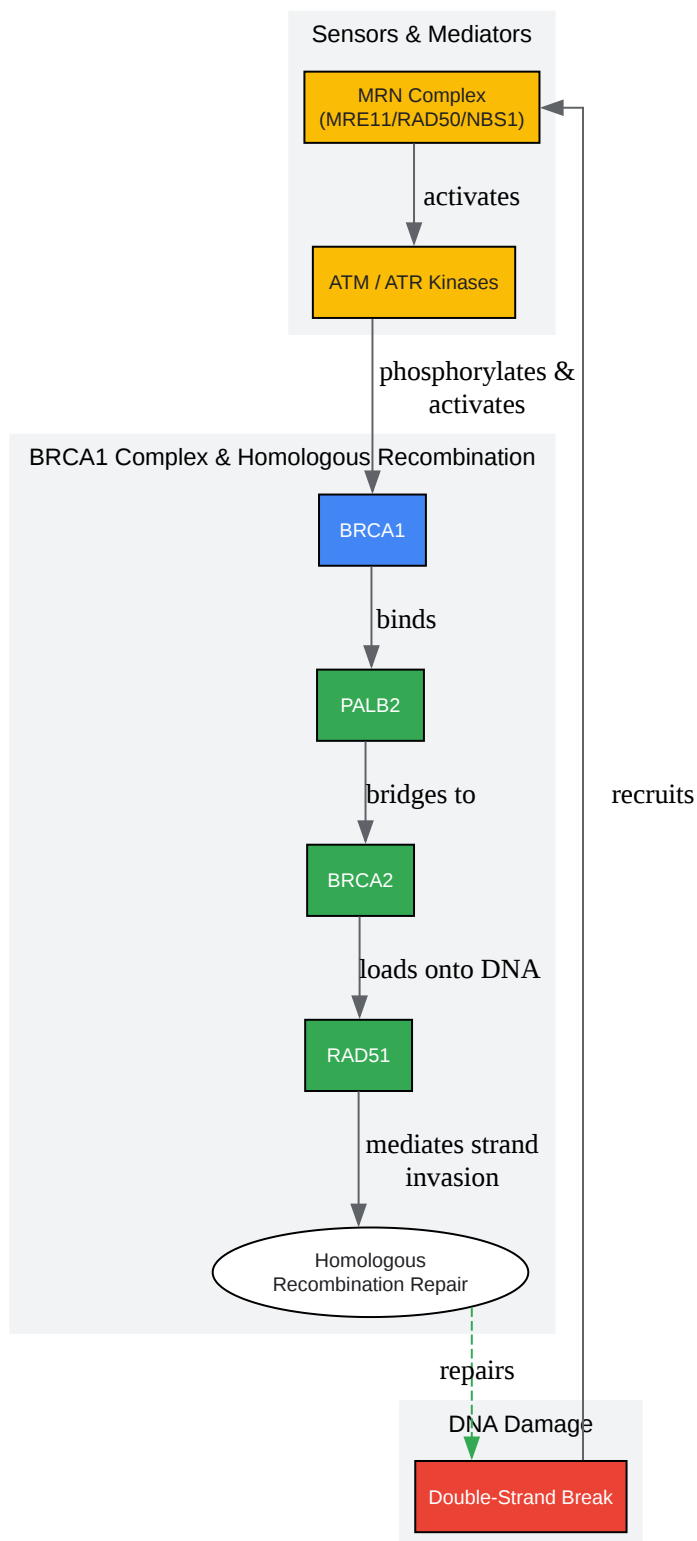 Sensors & Mediators
MRN Complex
(MRE11/RAD50/NBS1)
activates
ATM / ATR Kinases
phosphorylates &
activates
BRCA1 Complex & Homologous Recombination
BRCA1
binds
PALB2
bridges to
recruits
BRCA2
loads onto DNA
RAD51
mediates strand
invasion
Homologous
Recombination Repair
repairs
DNA Damage
Double-Strand Break